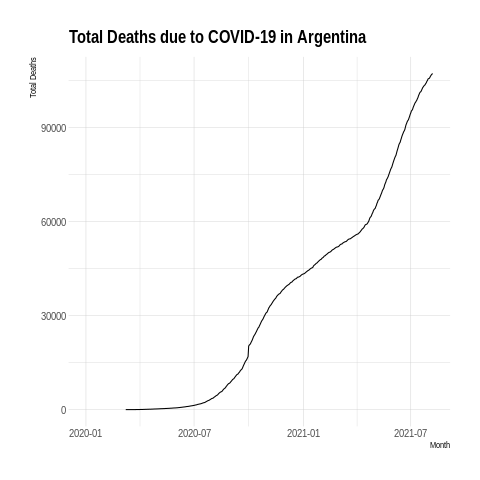 Total Deaths due to COVID-19 in Argentina
Total Deaths
90000
60000
30000
0
2020-01 2020-07 2021-01 2021-07
Month